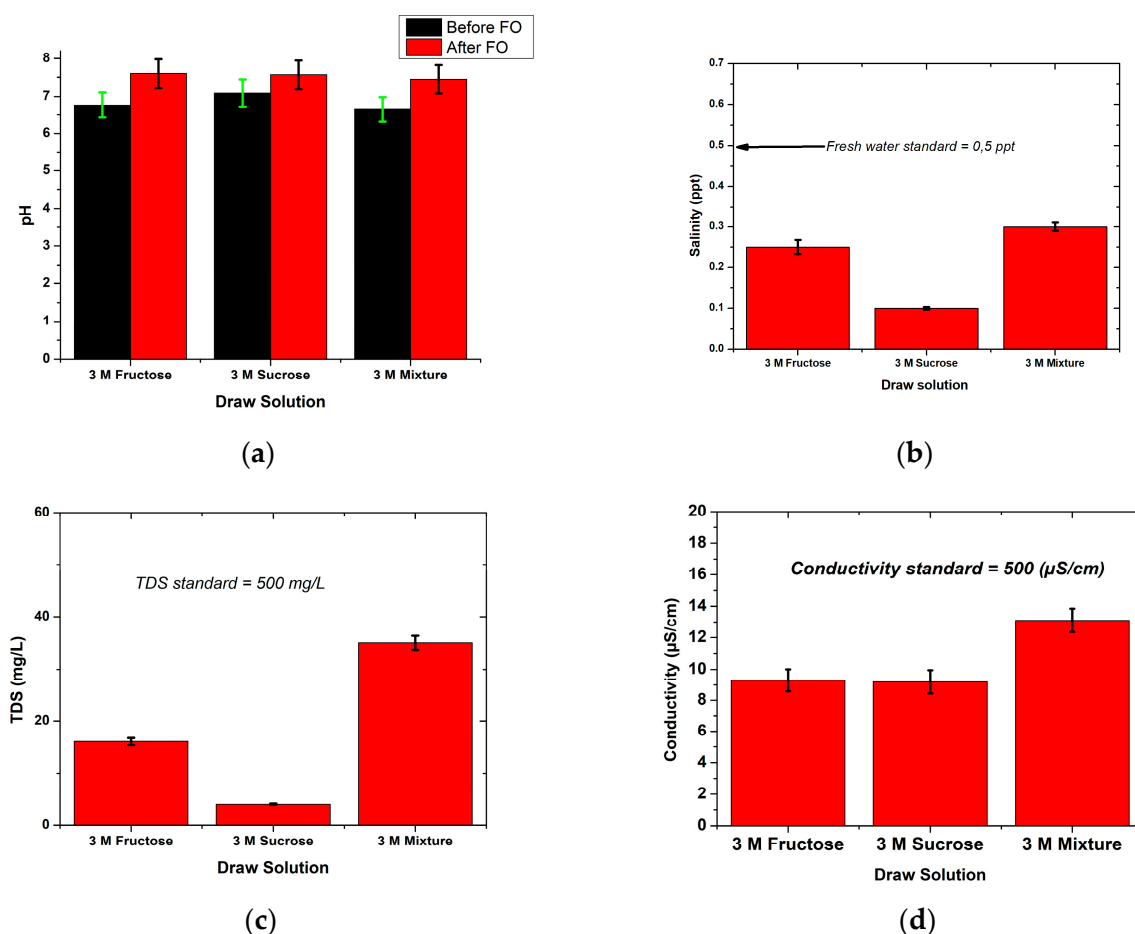 Before FO
After FO
8
7
6
5
4
3
2
1
0
pH
3 M Fructose
3 M Sucrose
3 M Mixture
Draw Solution
(a)
0.7
0.6
0.5
0.4
0.3
0.2
0.1
0.0
Salinity (ppt)
Fresh water standard = 0,5 ppt
3 M Fructose
3 M Sucrose
3 M Mixture
Draw solution
(b)
60
40
20
0
TDS (mg/L)
TDS standard = 500 mg/L
3 M Fructose
3 M Sucrose
3 M Mixture
Draw Solution
(c)
20
18
16
14
12
10
8
6
4
2
0
Conductivity (µS/cm)
Conductivity standard = 500 (µS/cm)
3 M Fructose
3 M Sucrose
3 M Mixture
Draw Solution
(d)